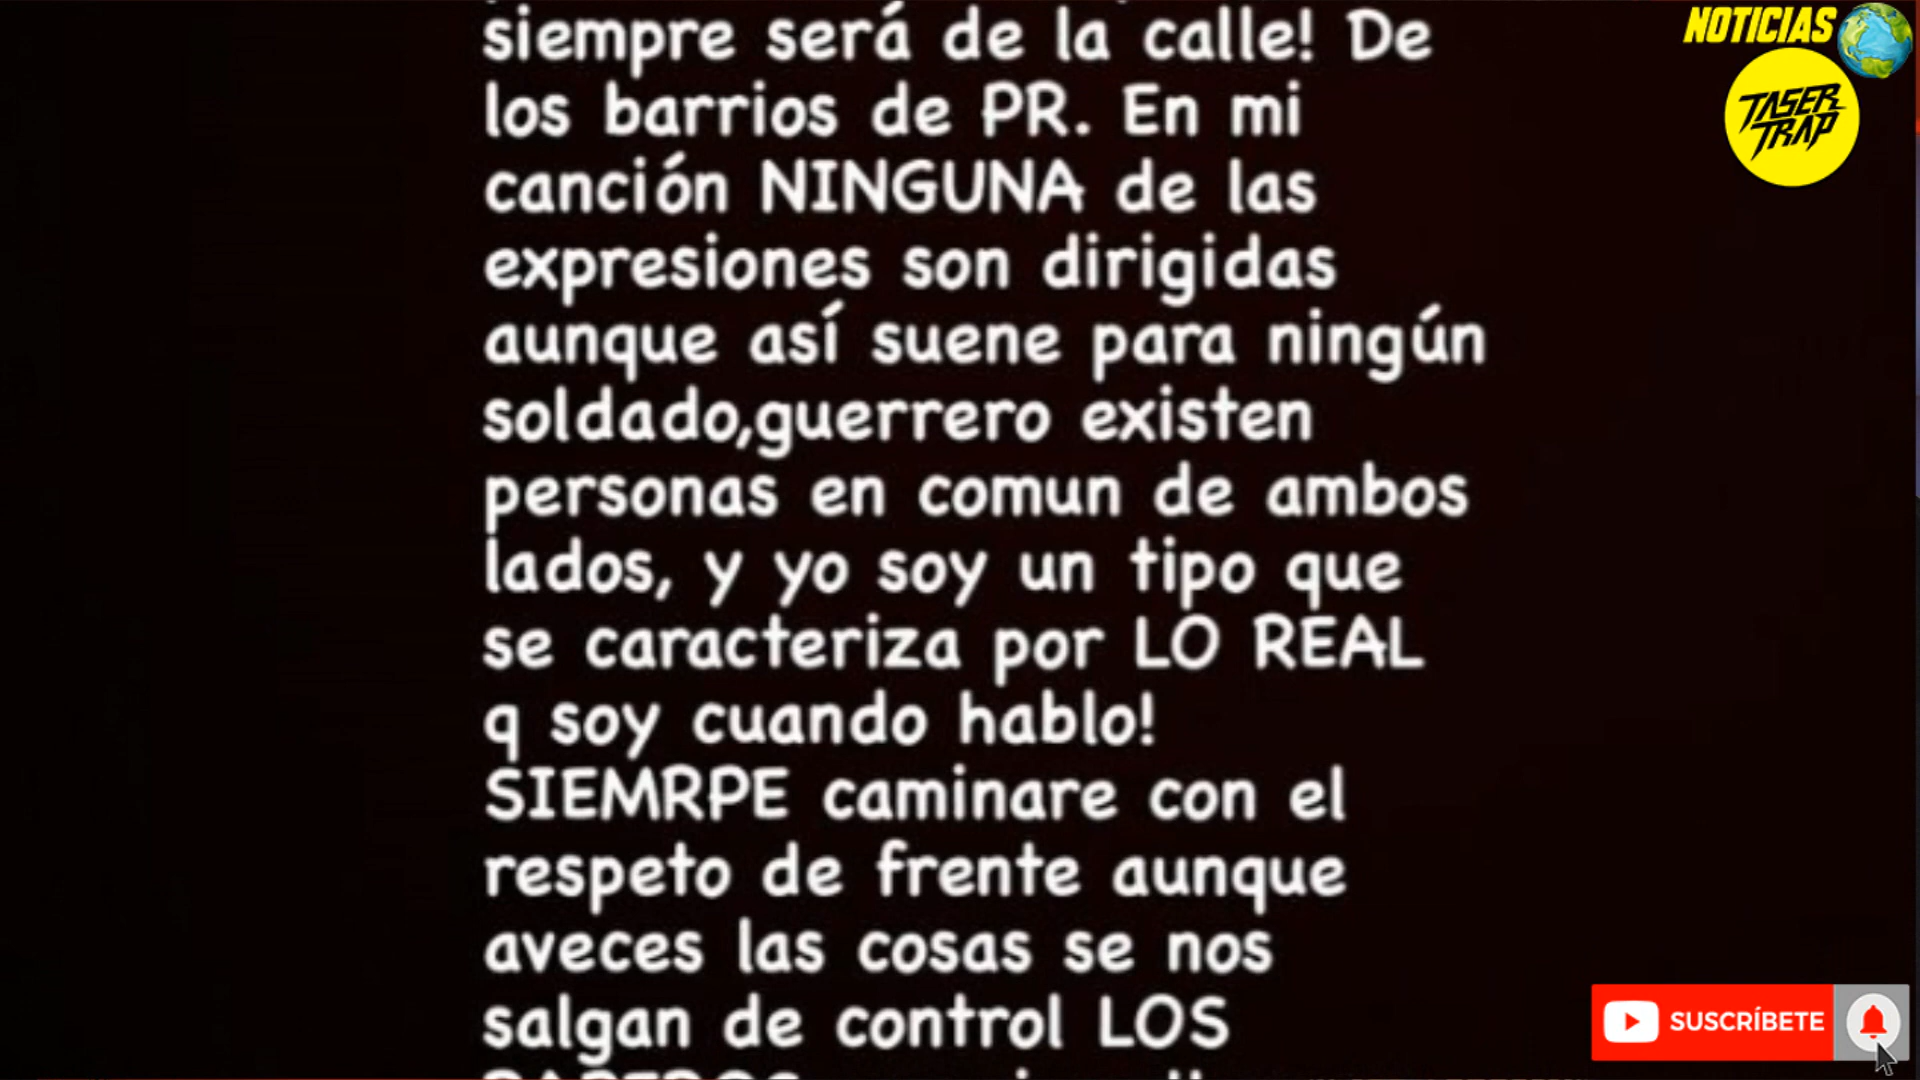 siempre será de la calle! De
los barrios de PR. En mi
canción NINGUNA de las
expresiones son dirigidas
aunque así suene para ningún
soldado,guerrero existen
personas en comun de ambos
lados, y yo soy un tipo que
se caracteriza por LO REAL
q soy cuando hablo!
SIEMRPE caminare con el
respeto de frente aunque
aveces las cosas se nos
salgan de control LOS
NOTICIAS
TASER
TRAP
SUSCRÍBETE